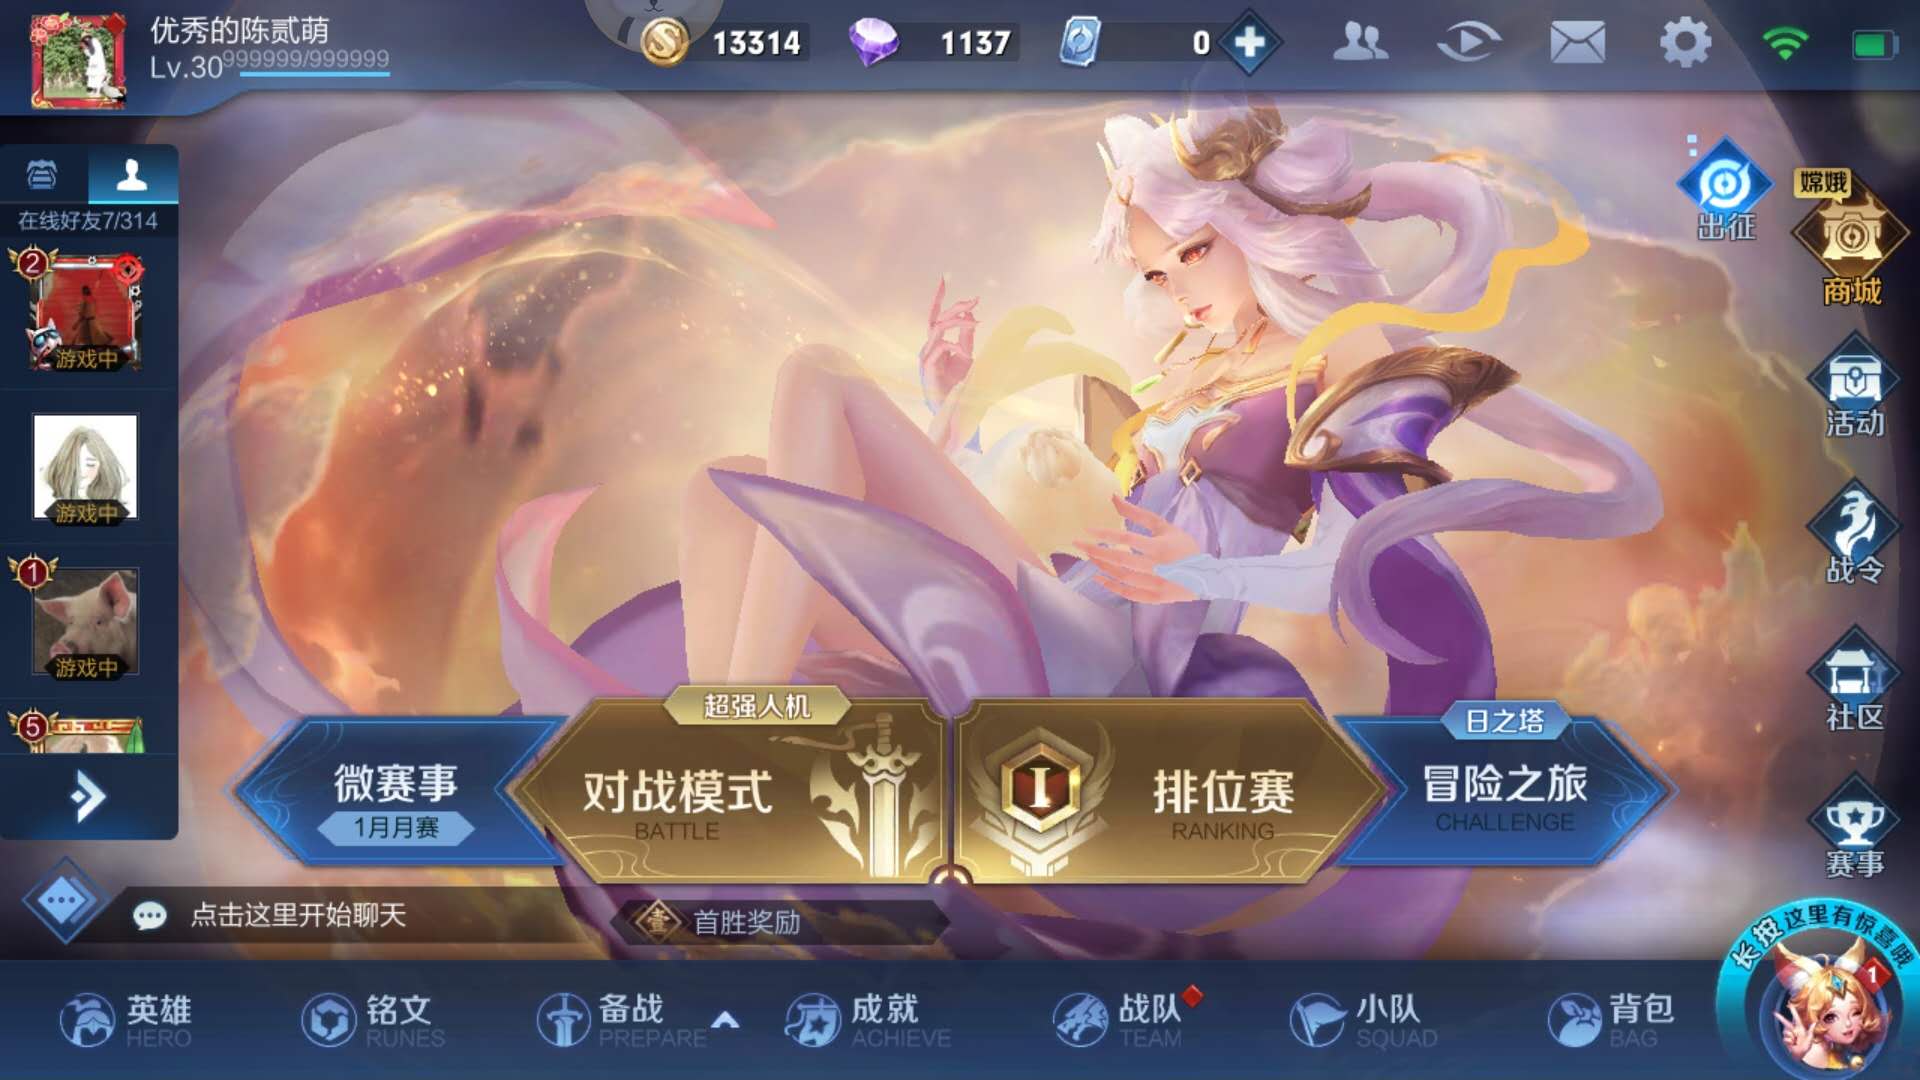 优秀的陈贰萌
Lv.30 999999/999999
13314
1137
0
在线好友7/314
2
游戏中
游戏中
1
游戏中
5
出征
嫦娥
商城
活动
战令
社区
赛事
微赛事
1月月赛
超强人机
对战模式
BATTLE
I
排位赛
RANKING
日之塔
冒险之旅
CHALLENGE
点击这里开始聊天
壹
首胜奖励
长按这里有惊喜哦
1
英雄
HERO
铭文
RUNES
备战
PREPARE
成就
ACHIEVE
战队
TEAM
小队
SQUAD
背包
BAG